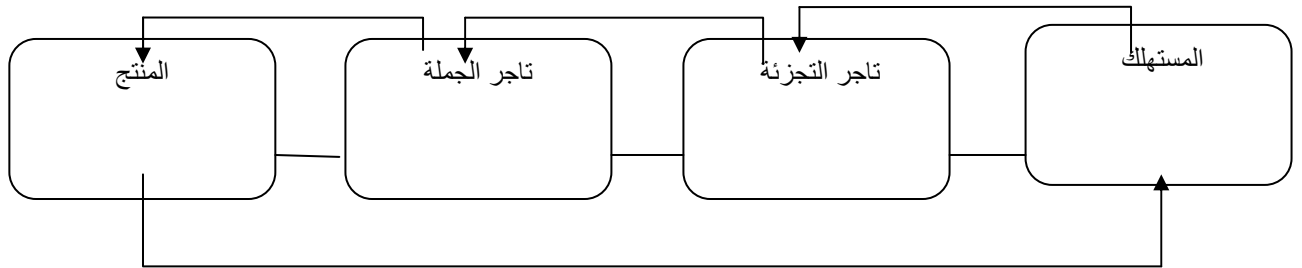 المستهلك
تاجر التجزئة
تاجر الجملة
المنتج